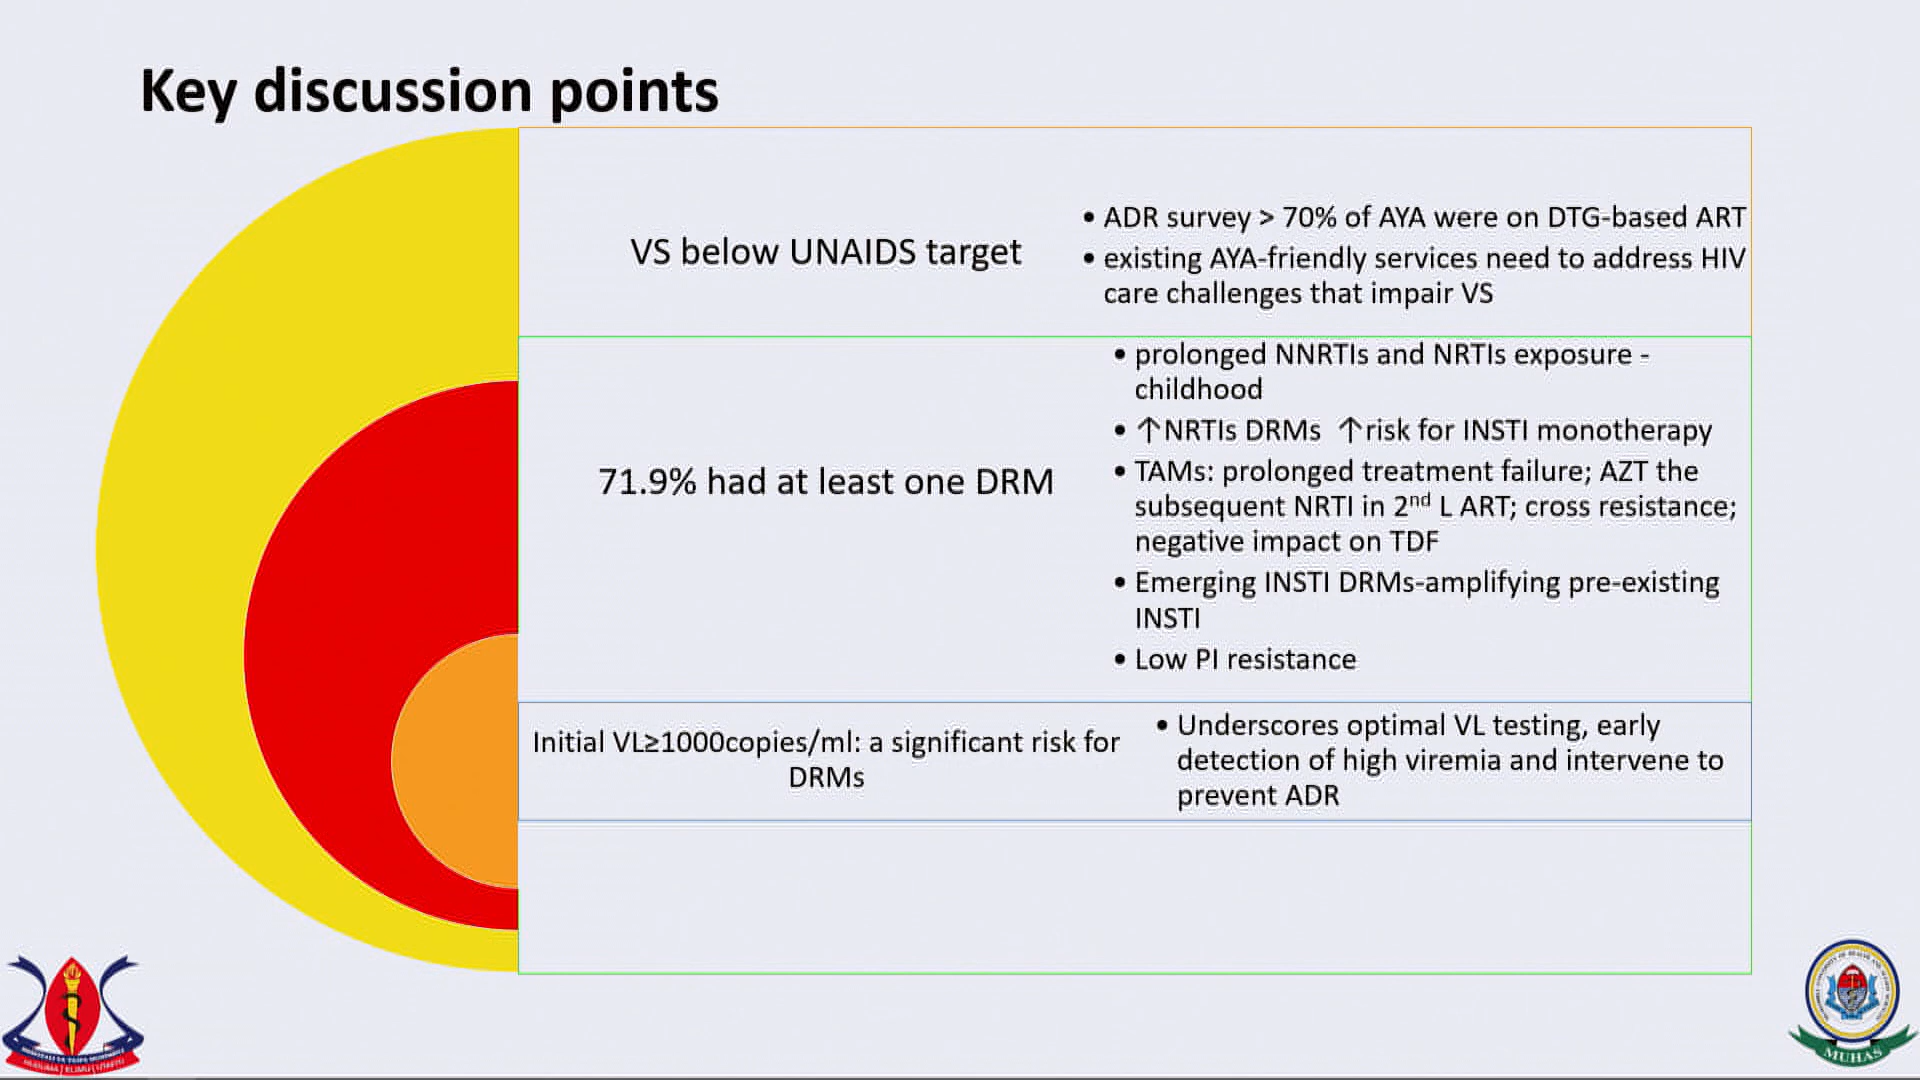 Key discussion points
VS below UNAIDS target
• ADR survey > 70% of AYA were on DTG-based ART
• existing AYA-friendly services need to address HIV
care challenges that impair VS
71.9% had at least one DRM
• prolonged NNRTIs and NRTIs exposure -
childhood
• ↑NRTIs DRMs ↑risk for INSTI monotherapy
• TAMs: prolonged treatment failure; AZT the
subsequent NRTI in 2nd L ART; cross resistance;
negative impact on TDF
• Emerging INSTI DRMs-amplifying pre-existing
INSTI
• Low PI resistance
Initial VL≥1000copies/ml: a significant risk for
DRMs
• Underscores optimal VL testing, early
detection of high viremia and intervene to
prevent ADR
MUHAS